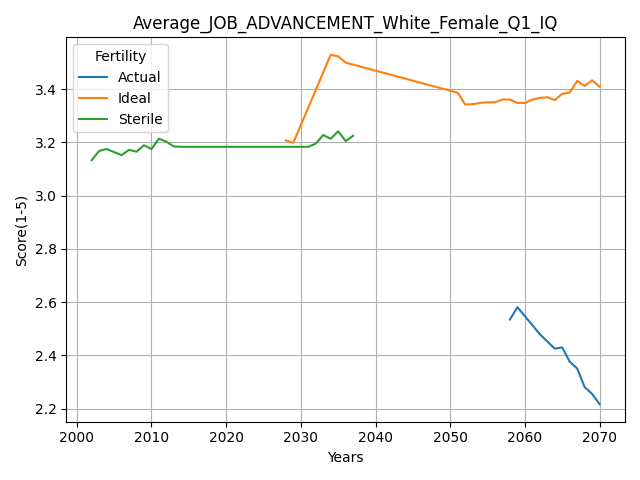 Average_JOB_ADVANCEMENT_White_Female_Q1_IQ
Fertility
Actual
Ideal
Sterile
Score(1-5)
3.4
3.2
3.0
2.8
2.6
2.4
2.2
2000 2010 2020 2030 2040 2050 2060 2070
Years